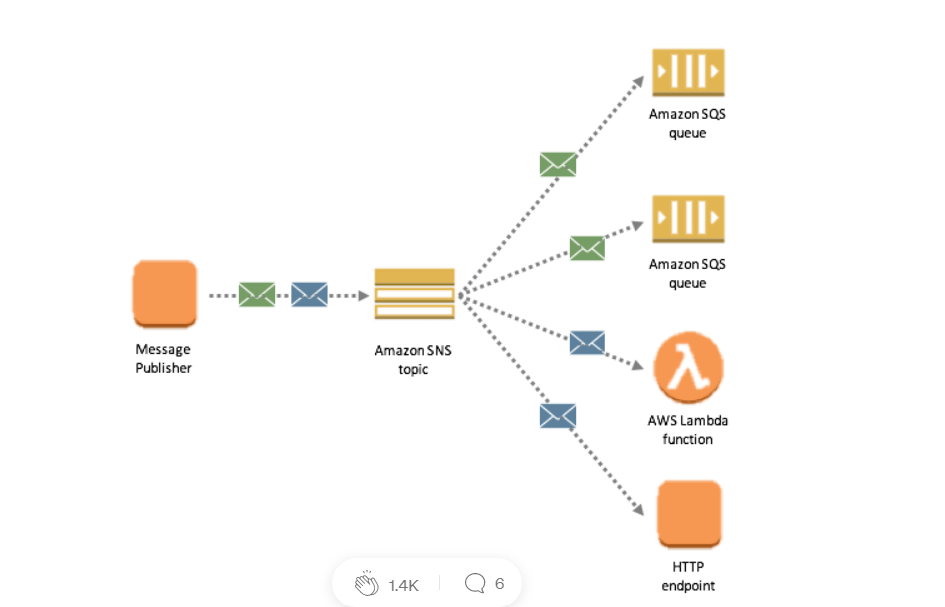 Amazon SQS
queue
Amazon SQS
queue
Message
Publisher
Amazon SNS
topic
AWS Lambda
function
HTTP
endpoint
1.4K
6